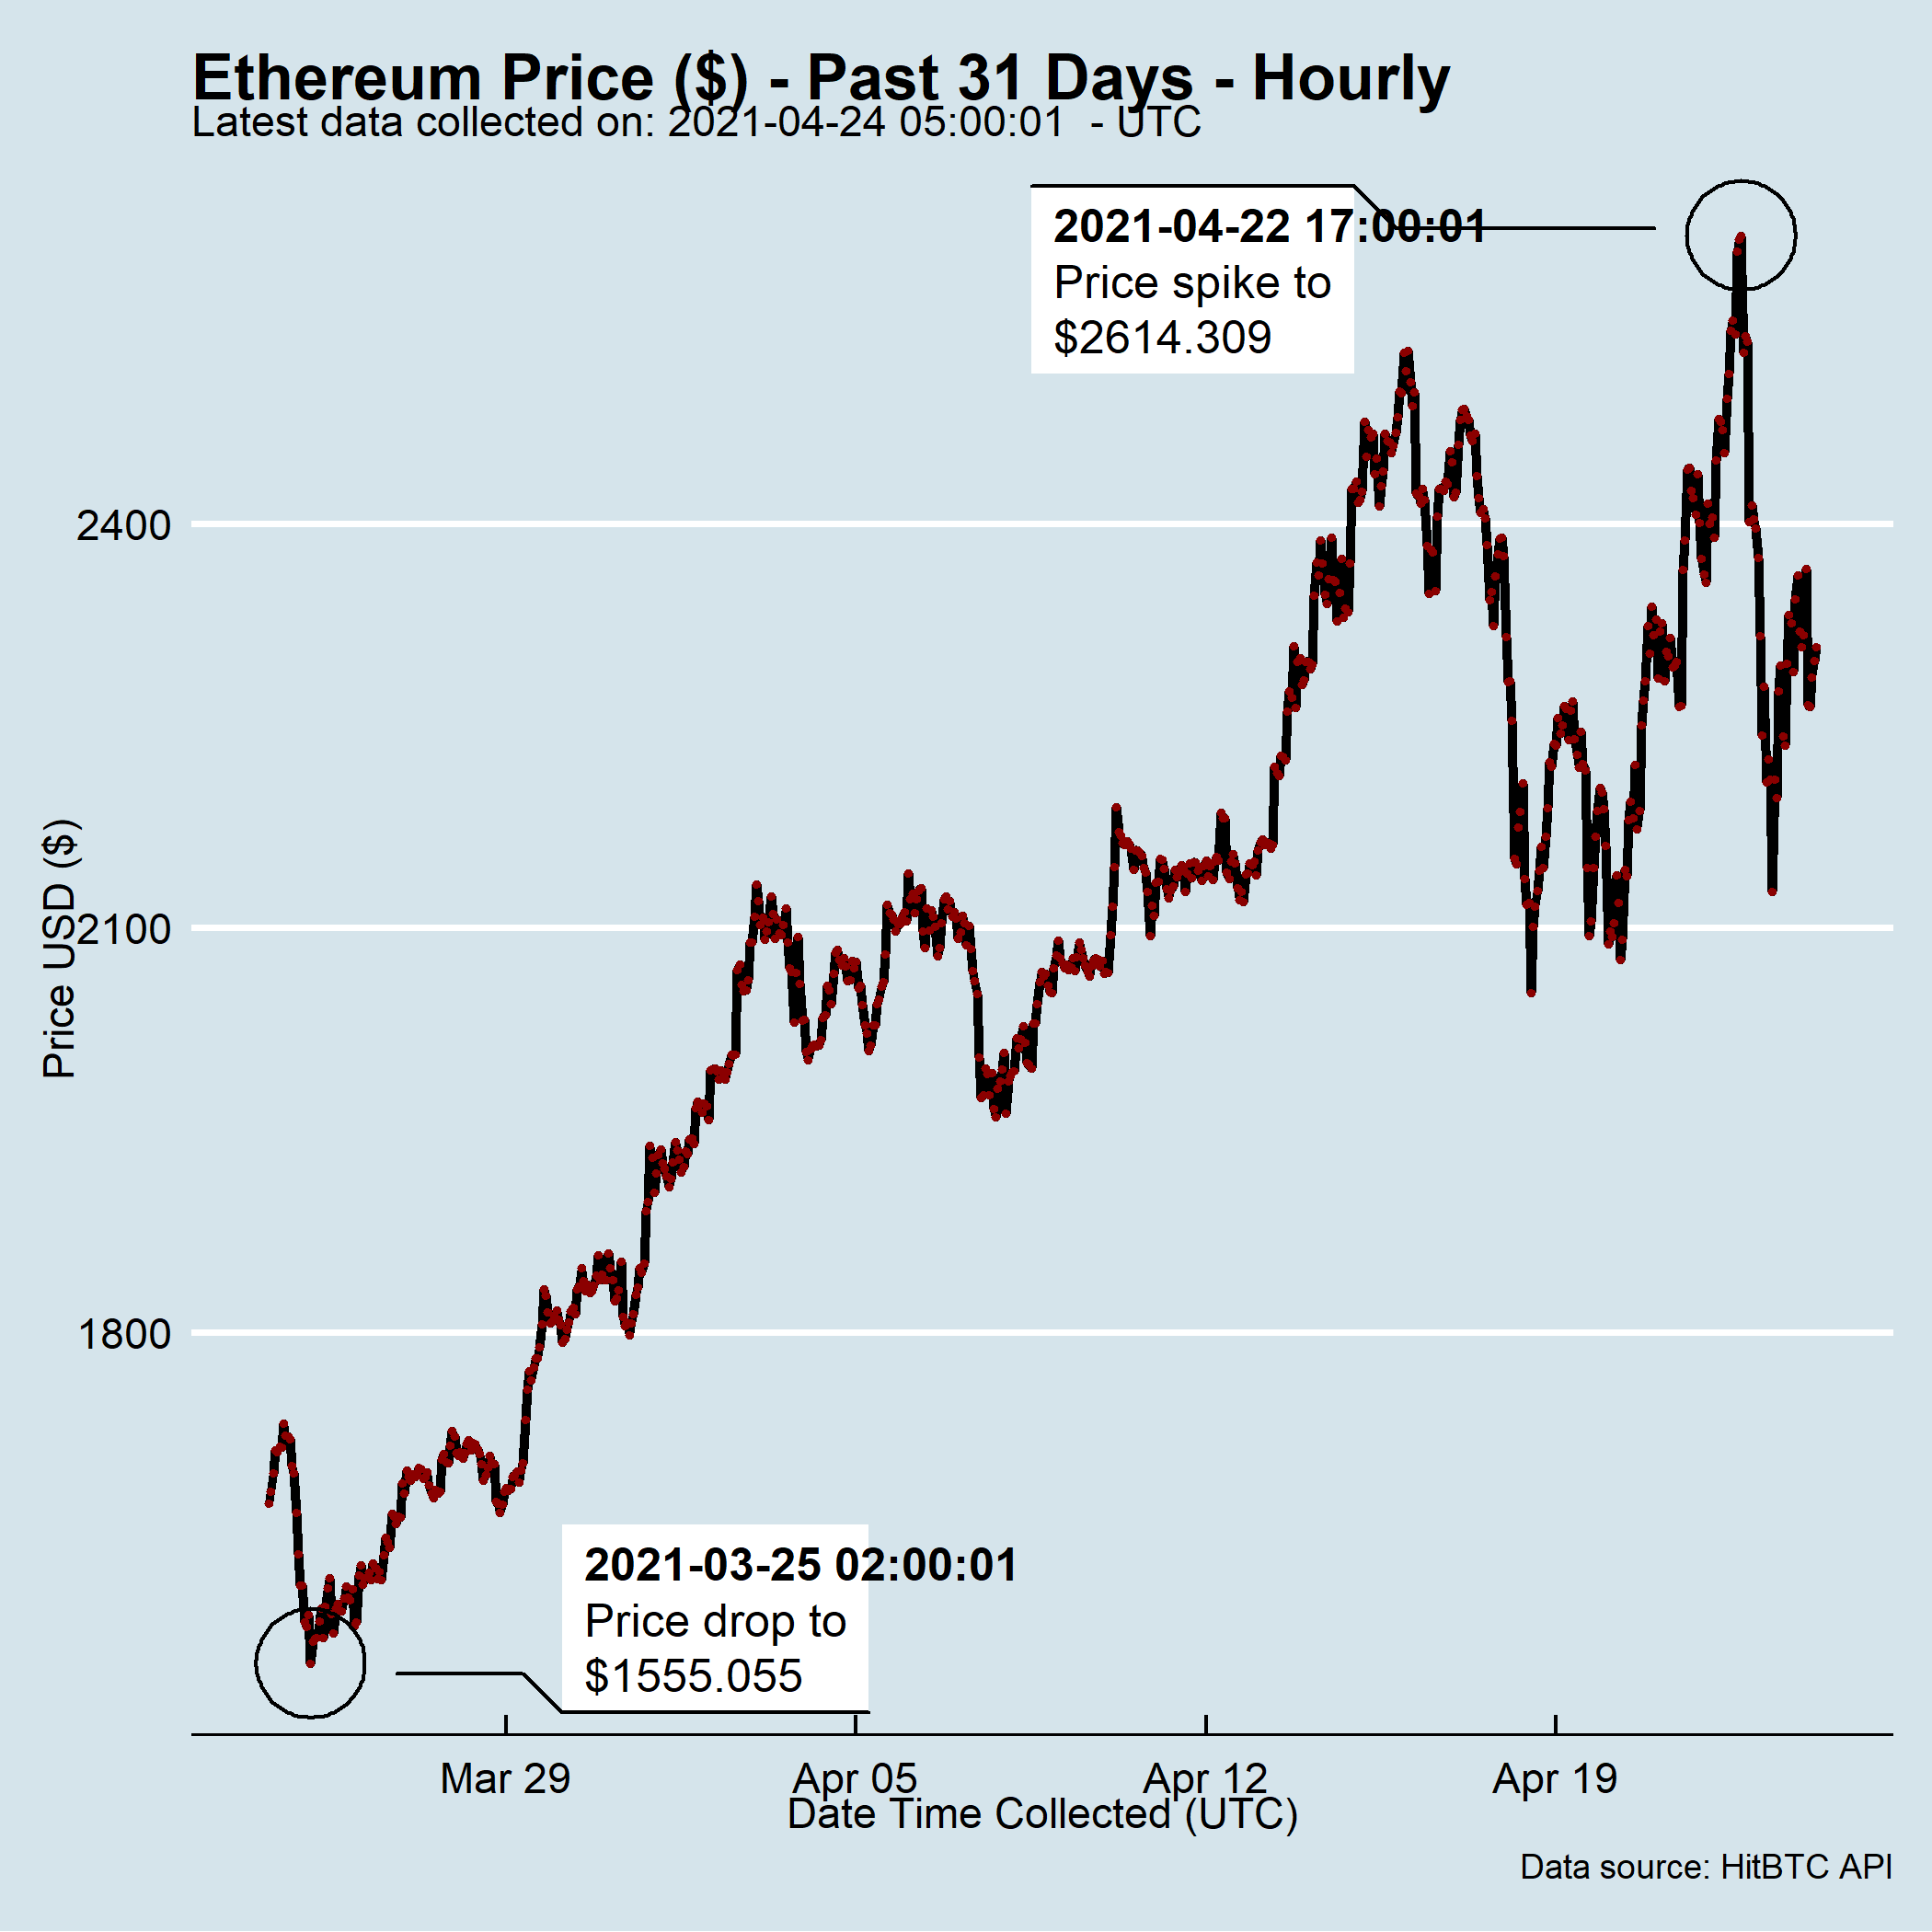 Ethereum Price ($) - Past 31 Days - Hourly
Latest data collected on: 2021-04-24 05:00:01  - UTC
2021-04-22 17:00:01
Price spike to
$2614.309
2400
2100
1800
Price USD ($)
2021-03-25 02:00:01
Price drop to
$1555.055
Mar 29
Apr 05
Apr 12
Apr 19
Date Time Collected (UTC)
Data source: HitBTC API